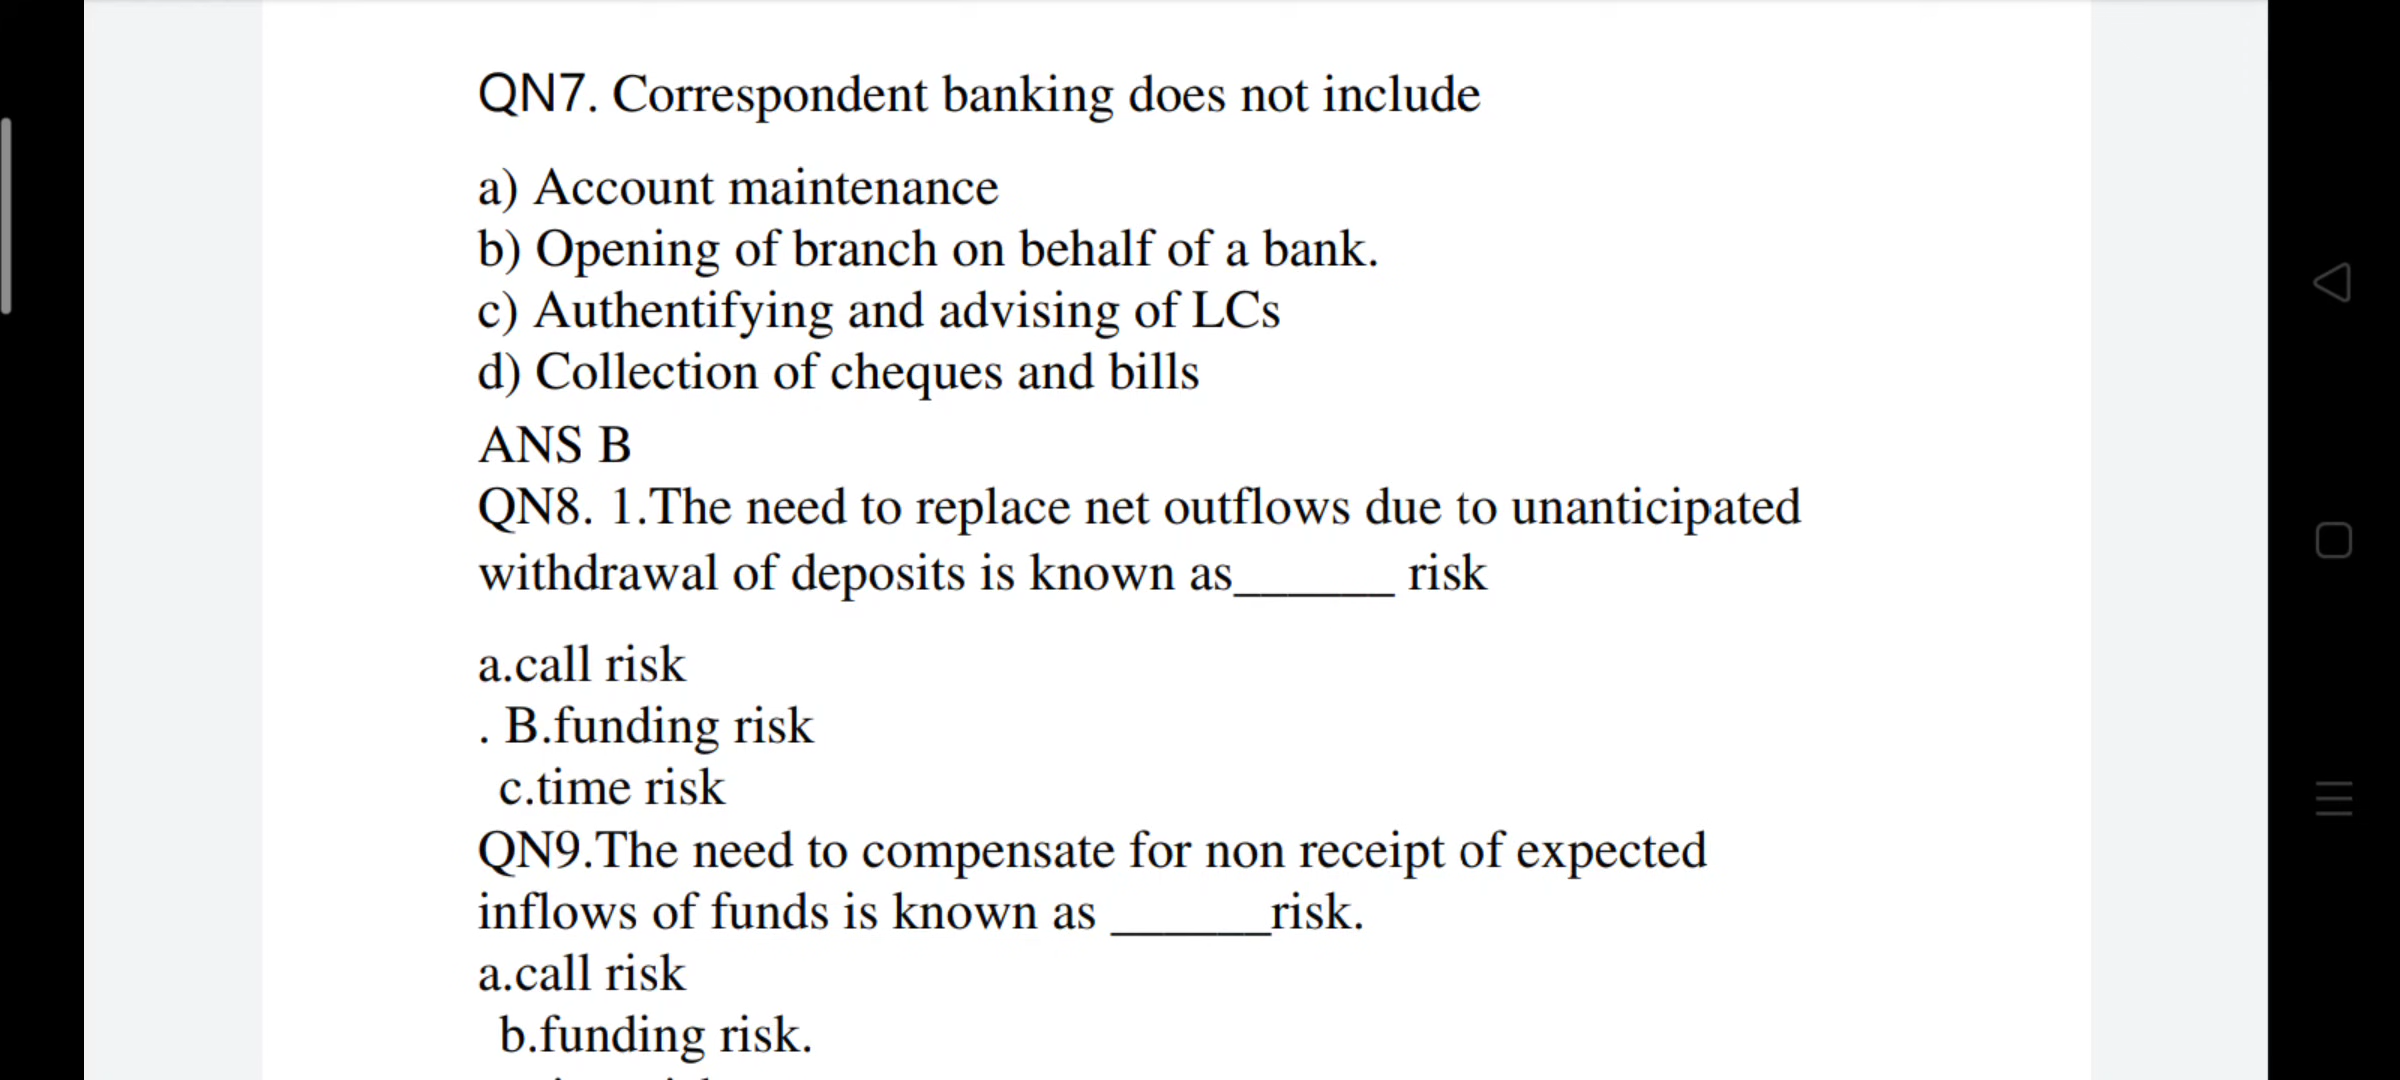 QN7. Correspondent banking does not include
a) Account maintenance
b) Opening of branch on behalf of a bank.
c) Authentifying and advising of LCs
d) Collection of cheques and bills
ANS B
QN8. 1.The need to replace net outflows due to unanticipated
withdrawal of deposits is known as______ risk
a.call risk
. B.funding risk
c.time risk
QN9.The need to compensate for non receipt of expected
inflows of funds is known as ______risk.
a.call risk
b.funding risk.